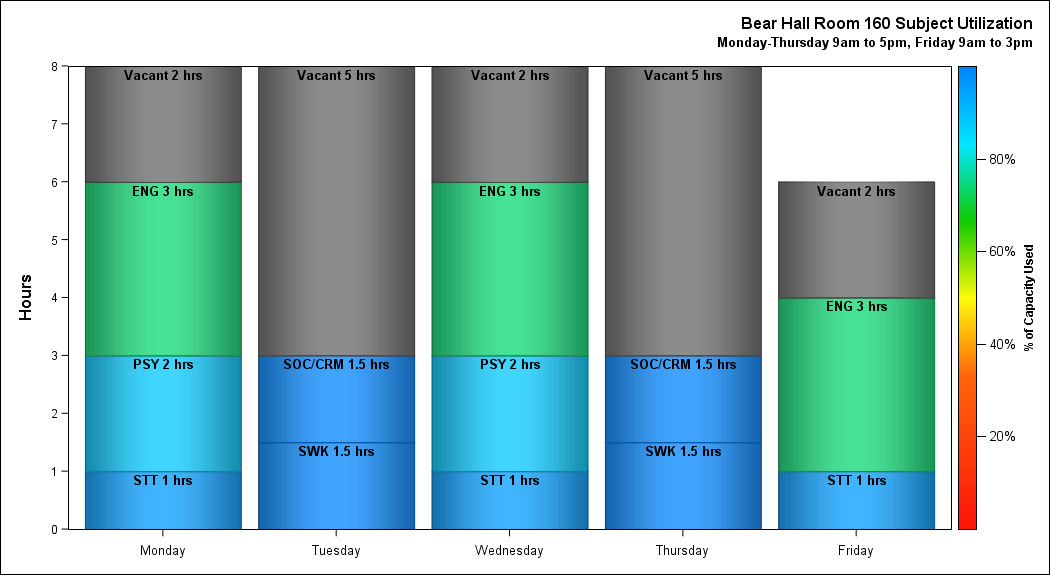 Bear Hall Room 160 Subject Utilization
Monday-Thursday 9am to 5pm, Friday 9am to 3pm
Hours
8
7
6
5
4
3
2
1
0
Vacant 2 hrs
ENG 3 hrs
PSY 2 hrs
STT 1 hrs
Monday
Vacant 5 hrs
SOC/CRM 1.5 hrs
SWK 1.5 hrs
Tuesday
Vacant 2 hrs
ENG 3 hrs
PSY 2 hrs
STT 1 hrs
Wednesday
Vacant 5 hrs
SOC/CRM 1.5 hrs
SWK 1.5 hrs
Thursday
Vacant 2 hrs
ENG 3 hrs
STT 1 hrs
Friday
80%
60%
40%
20%
% of Capacity Used